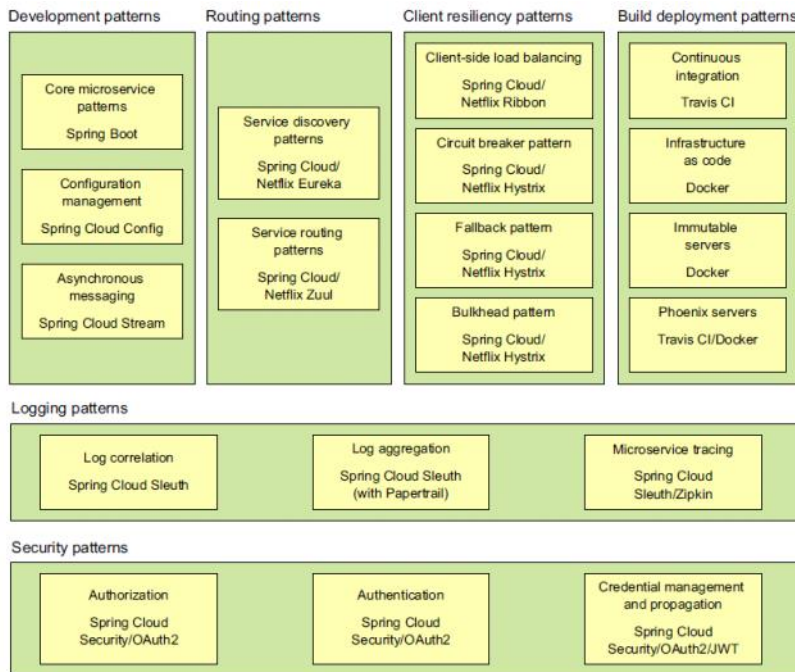 Development patterns
Core microservice
patterns
Spring Boot
Configuration
management
Spring Cloud Config
Asynchronous
messaging
Spring Cloud Stream
Routing patterns
Service discovery
patterns
Spring Cloud/
Netflix Eureka
Service routing
patterns
Spring Cloud/
Netflix Zuul
Client resiliency patterns
Client-side load balancing
Spring Cloud/
Netflix Ribbon
Circuit breaker pattern
Spring Cloud/
Netflix Hystrix
Fallback pattern
Spring Cloud/
Netflix Hystrix
Bulkhead pattern
Spring Cloud/
Netflix Hystrix
Build deployment patterns
Continuous
integration
Travis CI
Infrastructure
as code
Docker
Immutable
servers
Docker
Phoenix servers
Travis CI/Docker
Logging patterns
Log correlation
Spring Cloud Sleuth
Log aggregation
Spring Cloud Sleuth
(with Papertrail)
Microservice tracing
Spring Cloud
Sleuth/Zipkin
Security patterns
Authorization
Spring Cloud
Security/OAuth2
Authentication
Spring Cloud
Security/OAuth2
Credential management
and propagation
Spring Cloud
Security/OAuth2/JWT